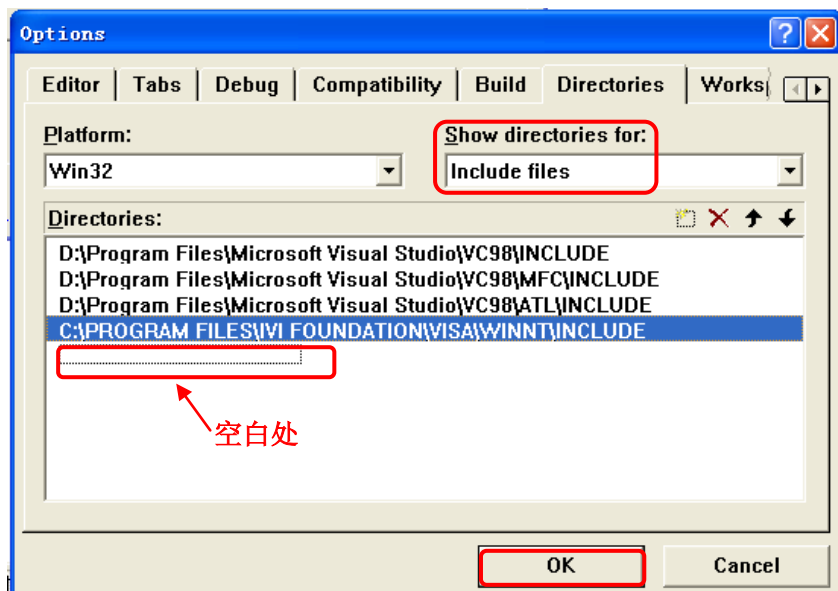 Options
Editor Tabs Debug Compatibility Build Directories Works
Platform: Show directories for:
Win32 Include files
Directories:
D:\Program Files\Microsoft Visual Studio\VC98\INCLUDE
D:\Program Files\Microsoft Visual Studio\VC98\MFC\INCLUDE
D:\Program Files\Microsoft Visual Studio\VC98\ATL\INCLUDE
C:\PROGRAM FILES\IVI FOUNDATION\VISA\WINNT\INCLUDE
空白处
OK Cancel